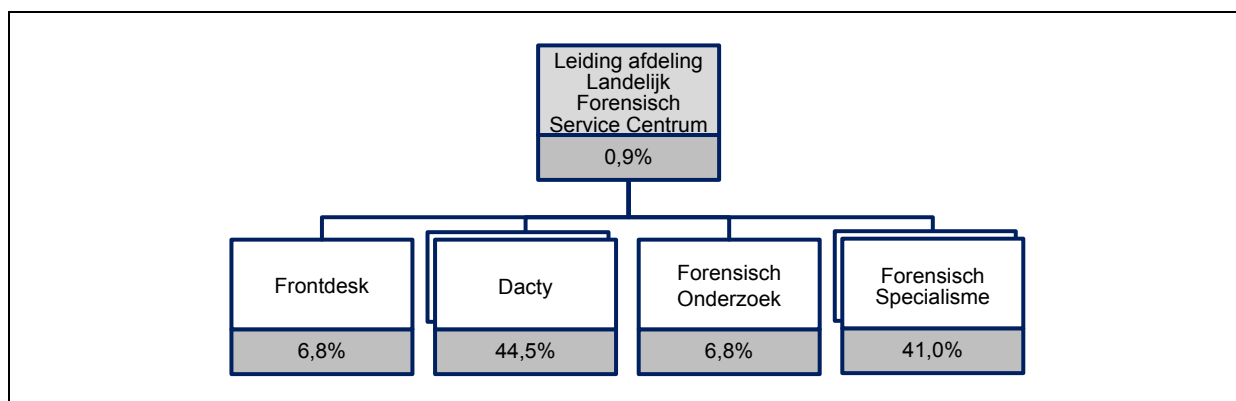 Leiding afdeling
Landelijk
Forensisch
Service Centrum
0,9%
Frontdesk
6,8%
Dacty
44,5%
Forensisch
Onderzoek
6,8%
Forensisch
Specialisme
41,0%